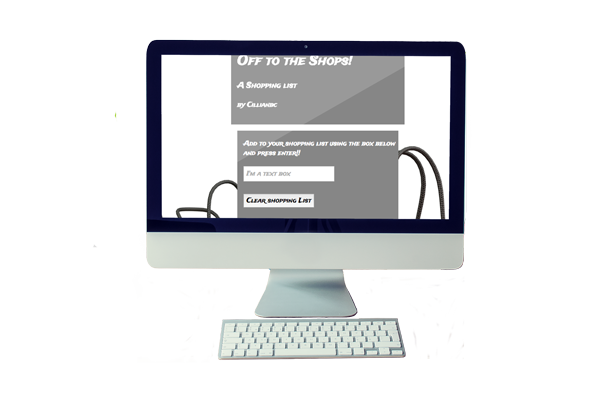 Off to the Shops!
A Shopping list
by Cillianbc
Add to your shopping list using the box below
and press enter!!
I'm a text box
Clear shopping List